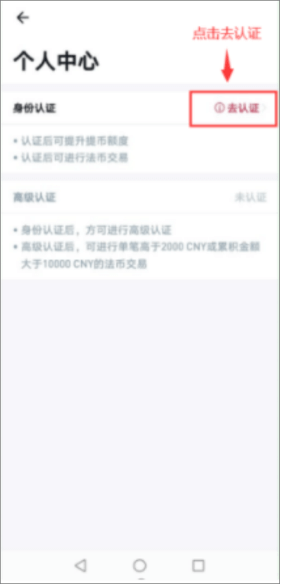 点击去认证
个人中心
身份认证 去认证
• 认证后可提升提币额度
• 认证后可进行法币交易
高级认证 未认证
• 身份认证后，方可进行高级认证
• 高级认证后，可进行单笔高于2000 CNY或累积金额
大于10000 CNY的法币交易